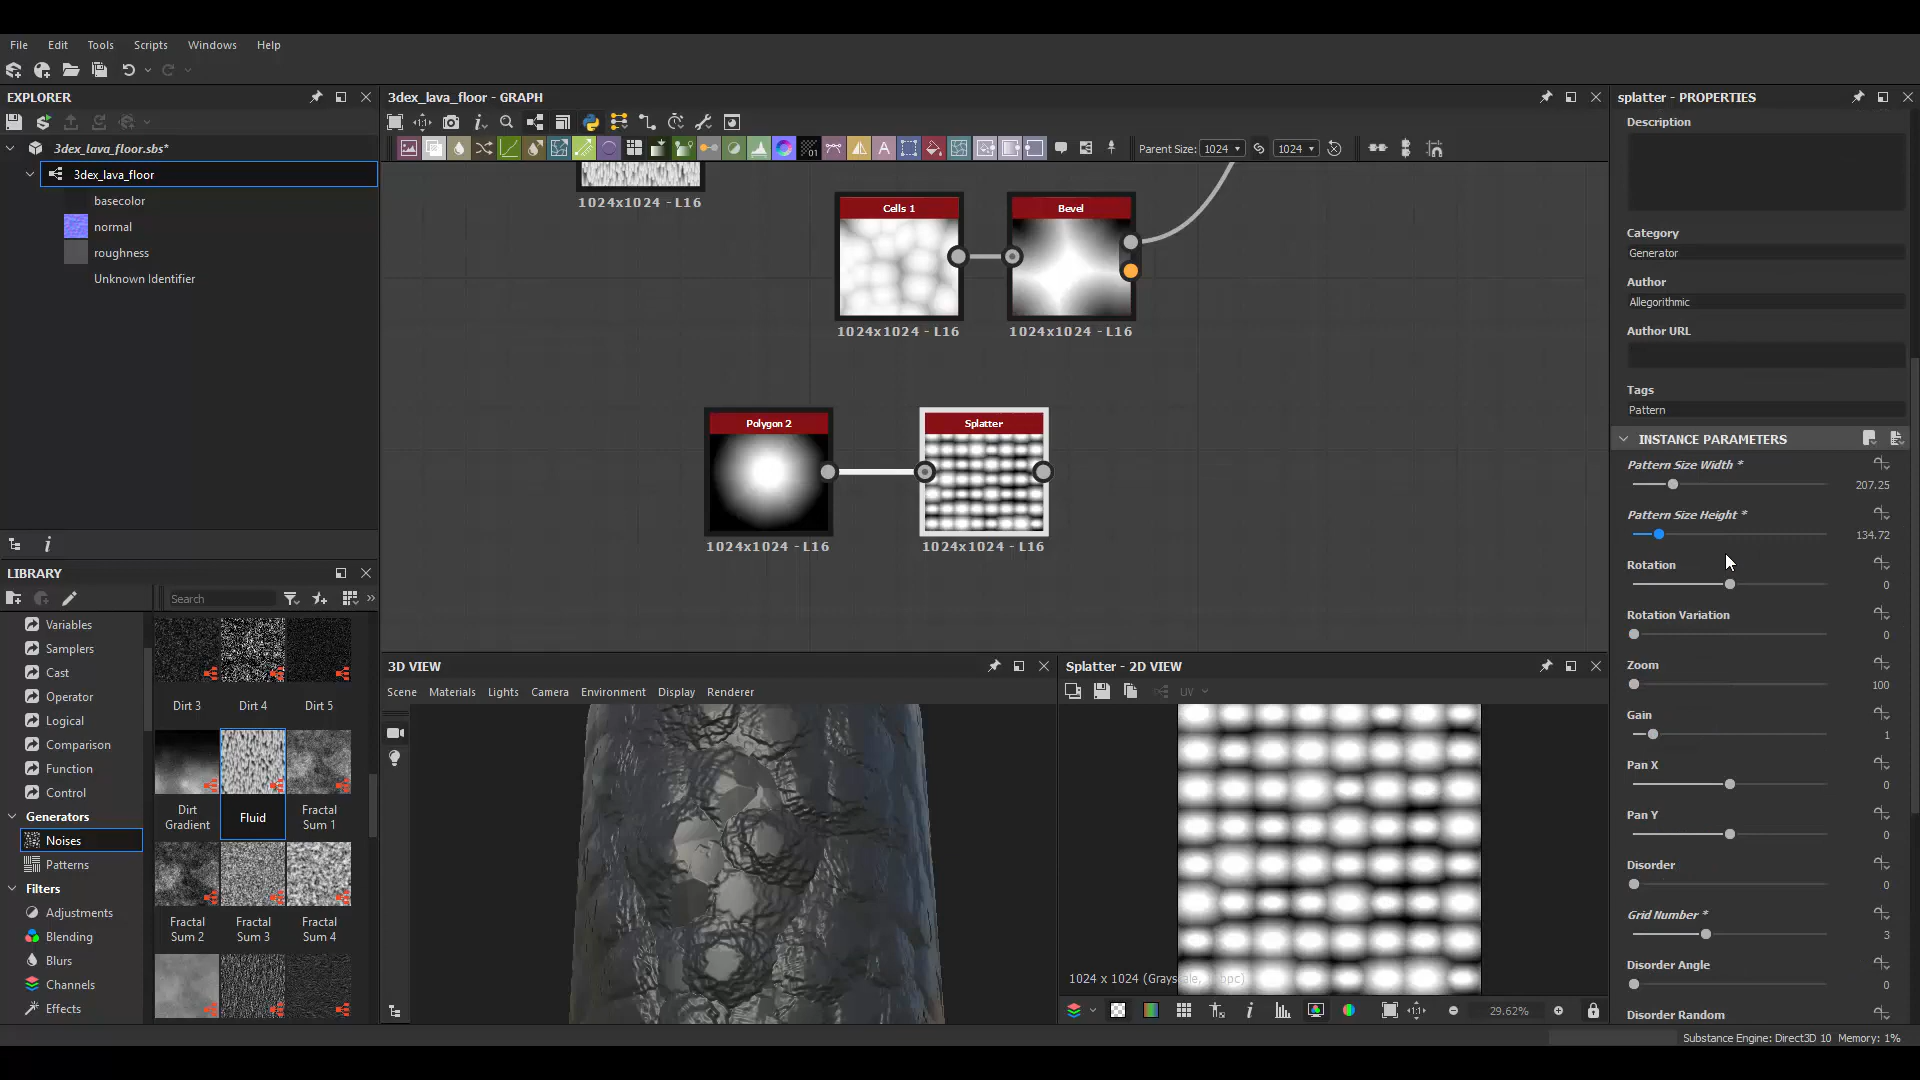 File Edit Tools Scripts Windows Help
EXPLORER
3dex_lava_floor.sbs*
3dex_lava_floor
basecolor
normal
roughness
Unknown Identifier
LIBRARY
Search
Variables
Samplers
Cast
Operator
Logical
Comparison
Function
Control
Generators
Noises
Patterns
Filters
Adjustments
Blending
Blurs
Channels
Effects
Dirt 3 Dirt 4 Dirt 5
Dirt Gradient
Fluid
Fractal Sum 1
Fractal Sum 2
Fractal Sum 3
Fractal Sum 4
3dex_lava_floor - GRAPH
Parent Size: 1024 1024
1024x1024 - L16
Cells 1
1024x1024 - L16
Bevel
1024x1024 - L16
Polygon 2
1024x1024 - L16
Splatter
1024x1024 - L16
3D VIEW
Scene Materials Lights Camera Environment Display Renderer
Splatter - 2D VIEW
UV
1024 x 1024 (Grayscale, 16bpc)
29.62%
splatter - PROPERTIES
Description
Category
Generator
Author
Allegorithmic
Author URL
Tags
Pattern
INSTANCE PARAMETERS
Pattern Size Width *
207.25
Pattern Size Height *
134.72
Rotation
0
Rotation Variation
0
Zoom
100
Gain
1
Pan X
0
Pan Y
0
Disorder
0
Grid Number *
3
Disorder Angle
0
Disorder Random
Substance Engine: Direct3D 10 Memory: 1%